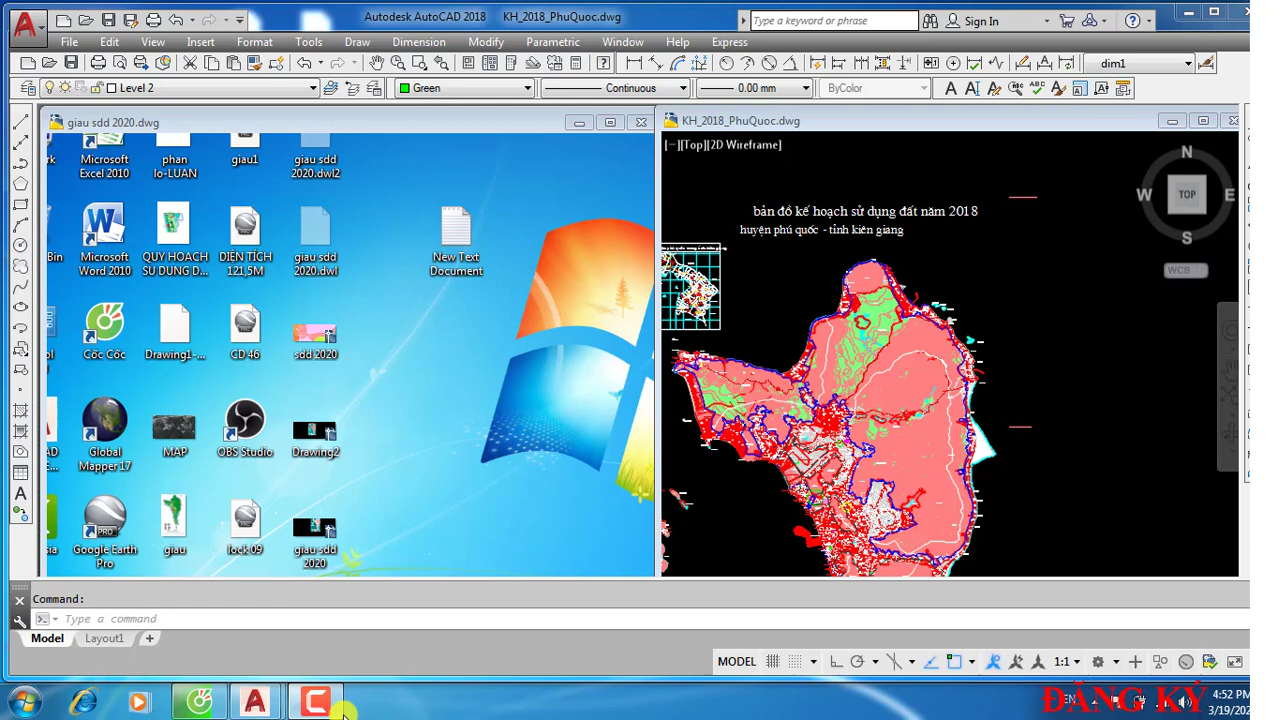 Autodesk AutoCAD 2018 KH_2018_PhuQuoc.dwg
Type a keyword or phrase
Sign In
File Edit View Insert Format Tools Draw Dimension Modify Parametric Window Help Express
dim1
Level 2
Green
Continuous
0.00 mm
ByColor
giau sdd 2020.dwg
Microsoft Excel 2010
phan lo-LUAN
giau1
giau sdd 2020.dwl2
Bin
Microsoft Word 2010
QUY HOACH SU DUNG D...
DIỆN TÍCH 121,5M
giau sdd 2020.dwl
New Text Document
Cốc Cốc
Drawing1-...
CD 46
sdd 2020
Global Mapper 17
MAP
OBS Studio
Drawing2
Google Earth Pro
giau
lock 09
giau sdd 2020
KH_2018_PhuQuoc.dwg
[−][Top][2D Wireframe]
bản đồ kế hoạch sử dụng đất năm 2018
huyện phú quốc - tỉnh kiên giang
N
W TOP E
S
WCS
Command:
Type a command
Model Layout1 +
MODEL
1:1
EN
ĐĂNG KÝ
4:52 PM